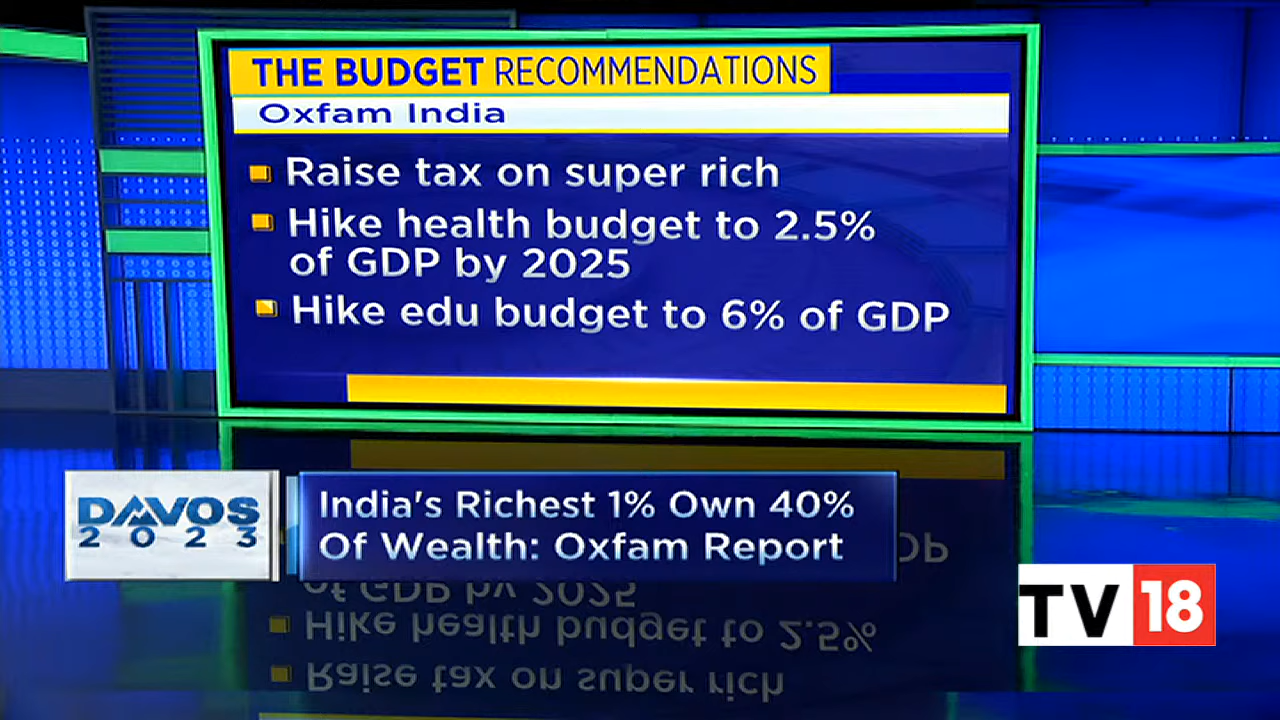 THE BUDGET RECOMMENDATIONS
Oxfam India
Raise tax on super rich
Hike health budget to 2.5%
of GDP by 2025
Hike edu budget to 6% of GDP
DAVOS
2023
India's Richest 1% Own 40%
Of Wealth: Oxfam Report
TV18